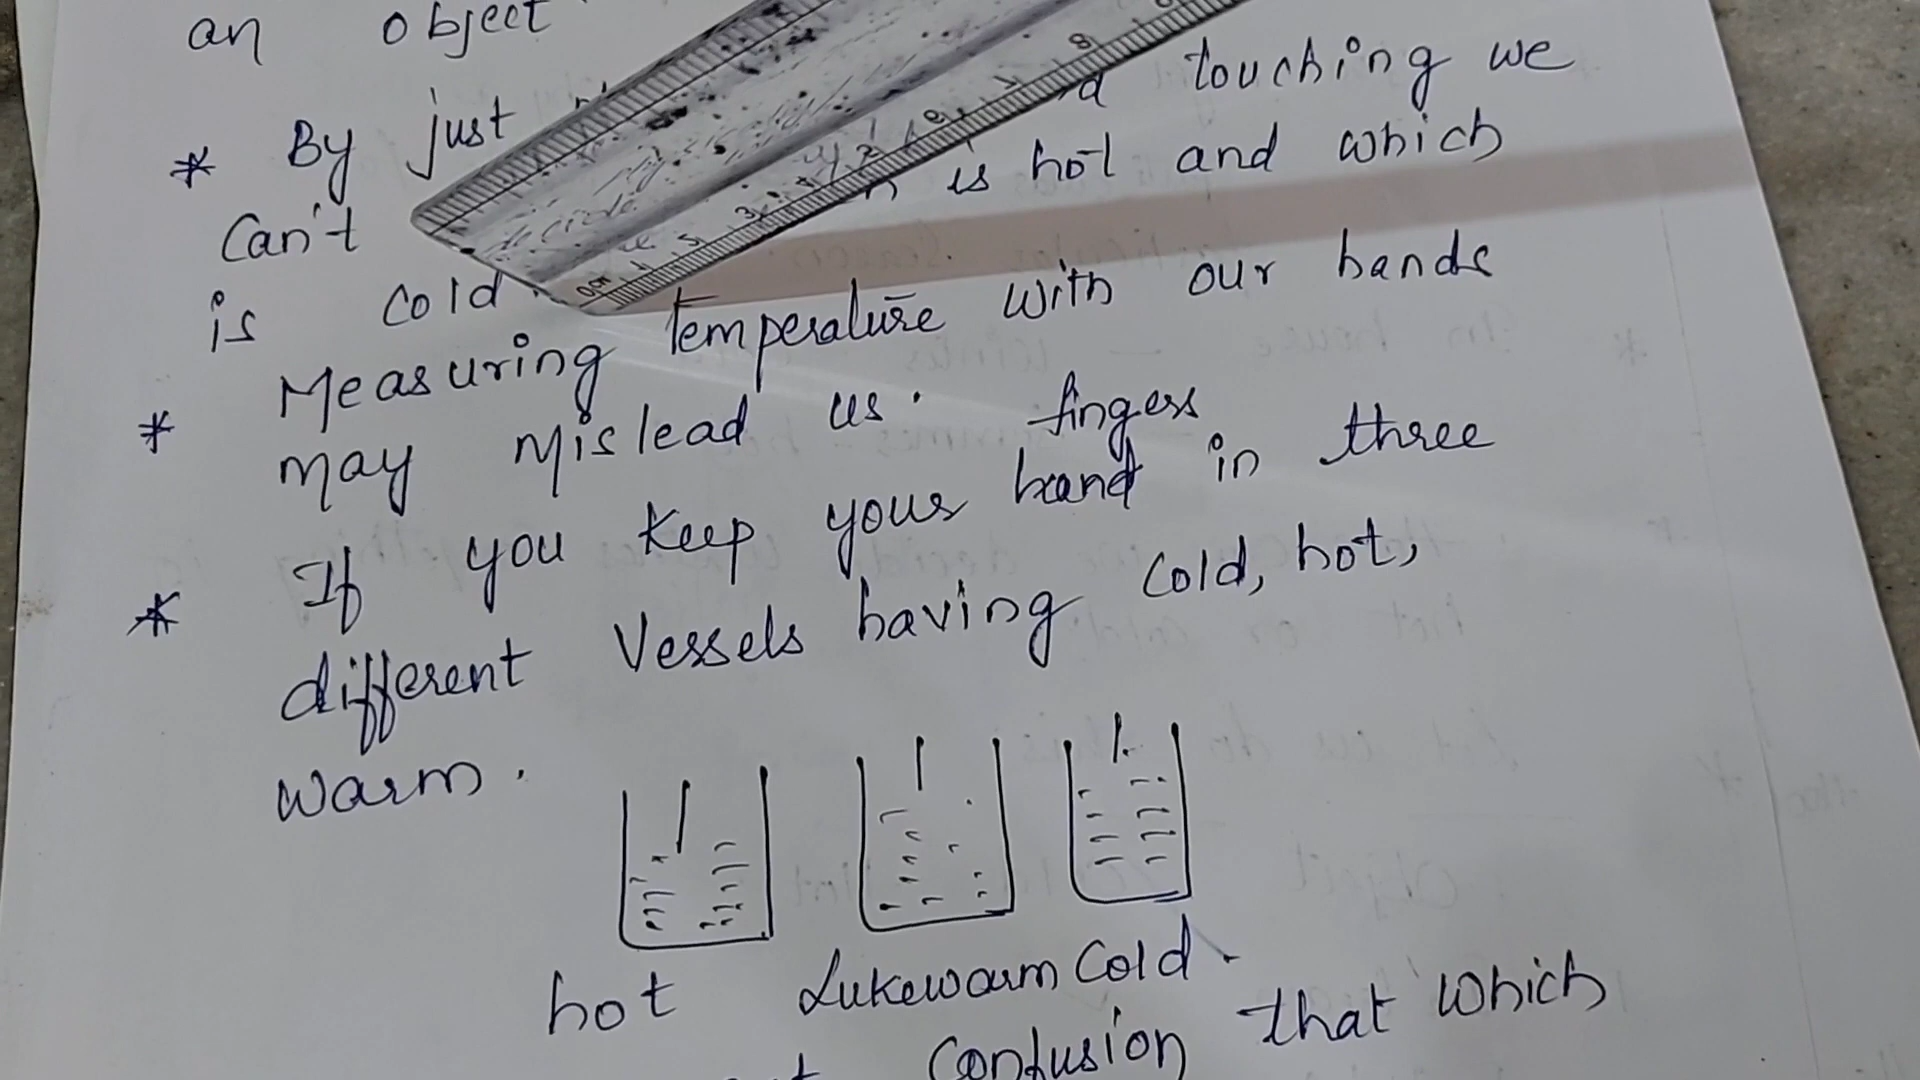 an object
* By just touching we
Can't is hot and which
is cold.
* Measuring temperature with our hands
may mislead us.
* If you keep your fingers hand in three
different vessels having cold, hot,
warm.
hot Lukewarm Cold.
confusion that which